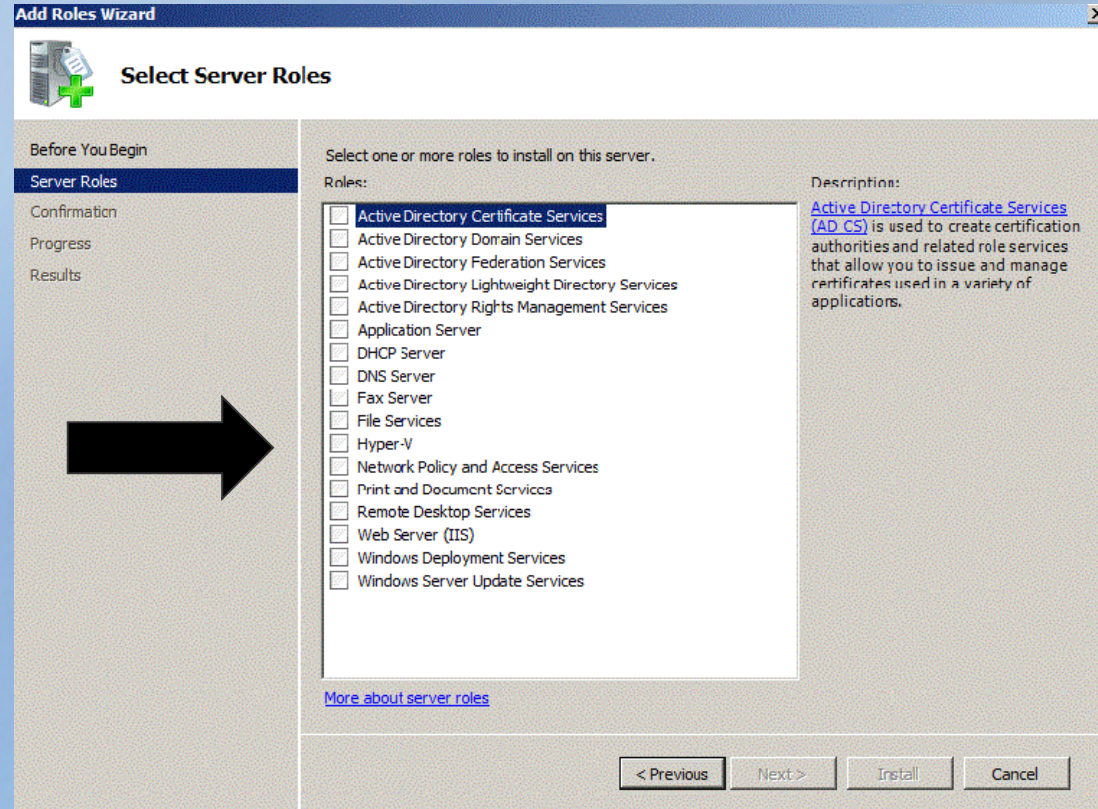 Add Roles Wizard
Select Server Roles
Before You Begin
Server Roles
Confirmation
Progress
Results
Select one or more roles to install on this server.
Roles:
Active Directory Certificate Services
Active Directory Domain Services
Active Directory Federation Services
Active Directory Lightweight Directory Services
Active Directory Rights Management Services
Application Server
DHCP Server
DNS Server
Fax Server
File Services
Hyper-V
Network Policy and Access Services
Print and Document Services
Remote Desktop Services
Web Server (IIS)
Windows Deployment Services
Windows Server Update Services
More about server roles
Description:
Active Directory Certificate Services
(AD CS) is used to create certification
authorities and related role services
that allow you to issue and manage
certificates used in a variety of
applications.
< Previous
Next >
Install
Cancel